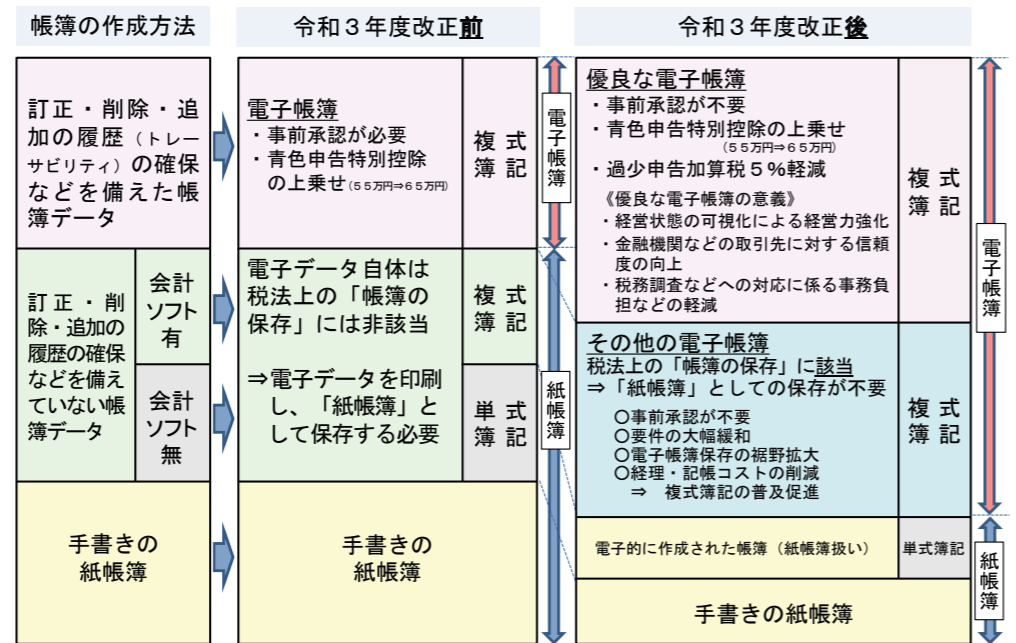 帳簿の作成方法
令和３年度改正前
令和３年度改正後
訂正・削除・追
加の履歴（トレー
サビリティ）の確保
などを備えた帳
簿データ
電子帳簿
・事前承認が必要
・青色申告特別控除
の上乗せ（５５万円⇒６５万円）
複式
簿記
電子帳簿
優良な電子帳簿
・事前承認が不要
・青色申告特別控除の上乗せ
（５５万円⇒６５万円）
・過少申告加算税５％軽減
《優良な電子帳簿の意義》
・経営状態の可視化による経営力強化
・金融機関などの取引先に対する信頼
度の向上
・税務調査などへの対応に係る事務負
担などの軽減
複式
簿記
電子帳簿
訂正・削
除・追加の
履歴の確保
などを備え
ていない帳
簿データ
会計
ソフト
有
会計
ソフト
無
電子データ自体は
税法上の「帳簿の
保存」には非該当
⇒電子データを印刷
し、「紙帳簿」と
して保存する必要
複式
簿記
単式
簿記
紙帳簿
その他の電子帳簿
税法上の「帳簿の保存」に該当
⇒「紙帳簿」としての保存が不要
〇事前承認が不要
〇要件の大幅緩和
〇電子帳簿保存の裾野拡大
〇経理・記帳コストの削減
⇒　複式簿記の普及促進
複式
簿記
手書きの
紙帳簿
手書きの
紙帳簿
電子的に作成された帳簿（紙帳簿扱い）
単式簿記
手書きの紙帳簿
紙帳簿